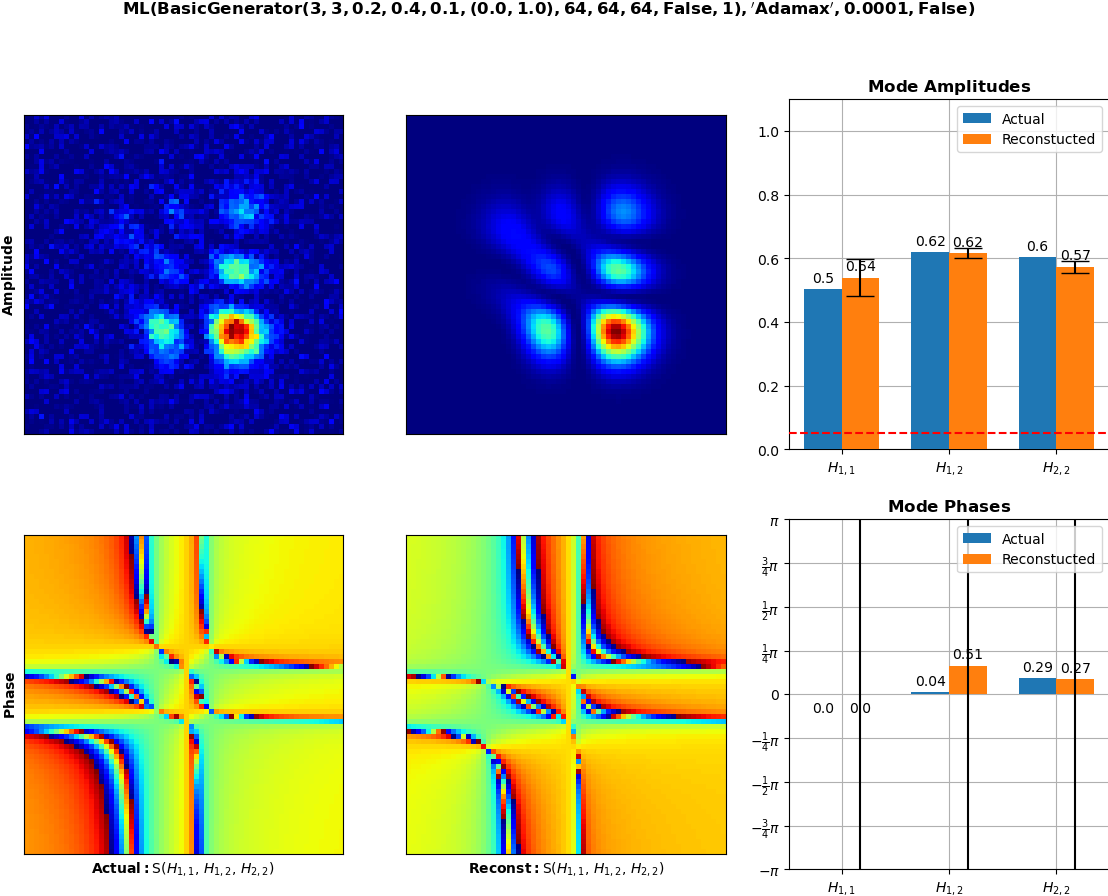 ML(BasicGenerator(3, 3, 0.2, 0.4, 0.1, (0.0, 1.0), 64, 64, 64, False, 1), 'Adamax', 0.0001, False)
Amplitude
Mode Amplitudes
Actual
Reconstucted
1.0
0.8
0.6
0.4
0.2
0.0
0.5
0.54
0.62
0.62
0.6
0.57
H1,1
H1,2
H2,2
Phase
Actual: S(H1,1, H1,2, H2,2)
Reconst: S(H1,1, H1,2, H2,2)
Mode Phases
Actual
Reconstucted
π
3/4π
1/2π
1/4π
0
−1/4π
−1/2π
−3/4π
−π
0.0
0.0
0.04
0.51
0.29
0.27
H1,1
H1,2
H2,2